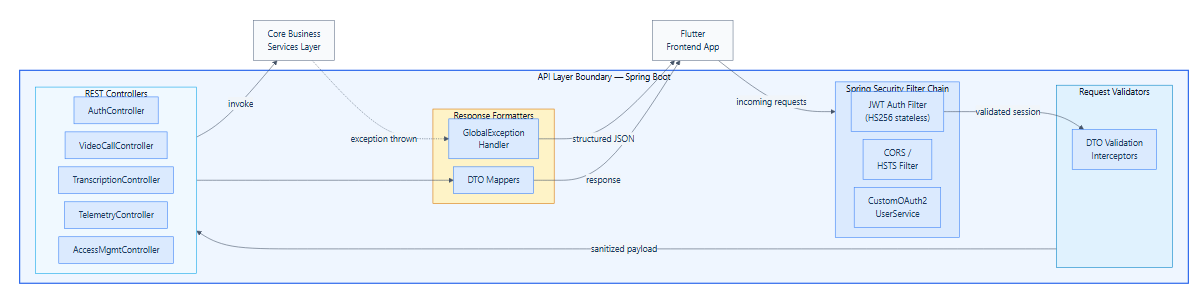 Core Business
Services Layer
Flutter
Frontend App
API Layer Boundary — Spring Boot
REST Controllers
AuthController
VideoCallController
TranscriptionController
TelemetryController
AccessMgmtController
invoke
exception thrown
Response Formatters
GlobalException
Handler
DTO Mappers
structured JSON
response
incoming requests
Spring Security Filter Chain
JWT Auth Filter
(HS256 stateless)
CORS /
HSTS Filter
CustomOAuth2
UserService
validated session
Request Validators
DTO Validation
Interceptors
sanitized payload